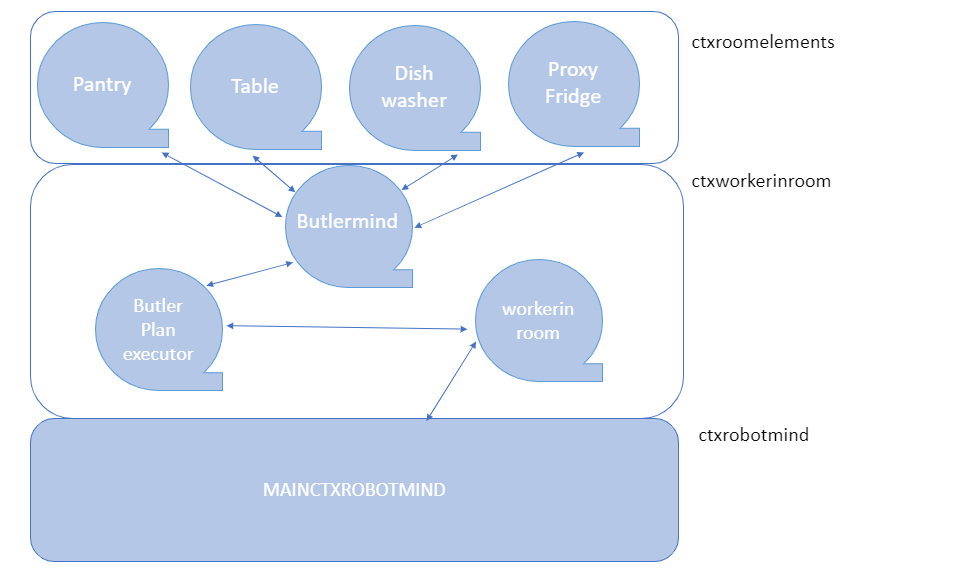 ctxroomelements
Pantry
Table
Dish
washer
Proxy
Fridge
ctxworkerinroom
Butlermind
Butler
Plan
executor
workerin
room
ctxrobotmind
MAINCTXROBOTMIND